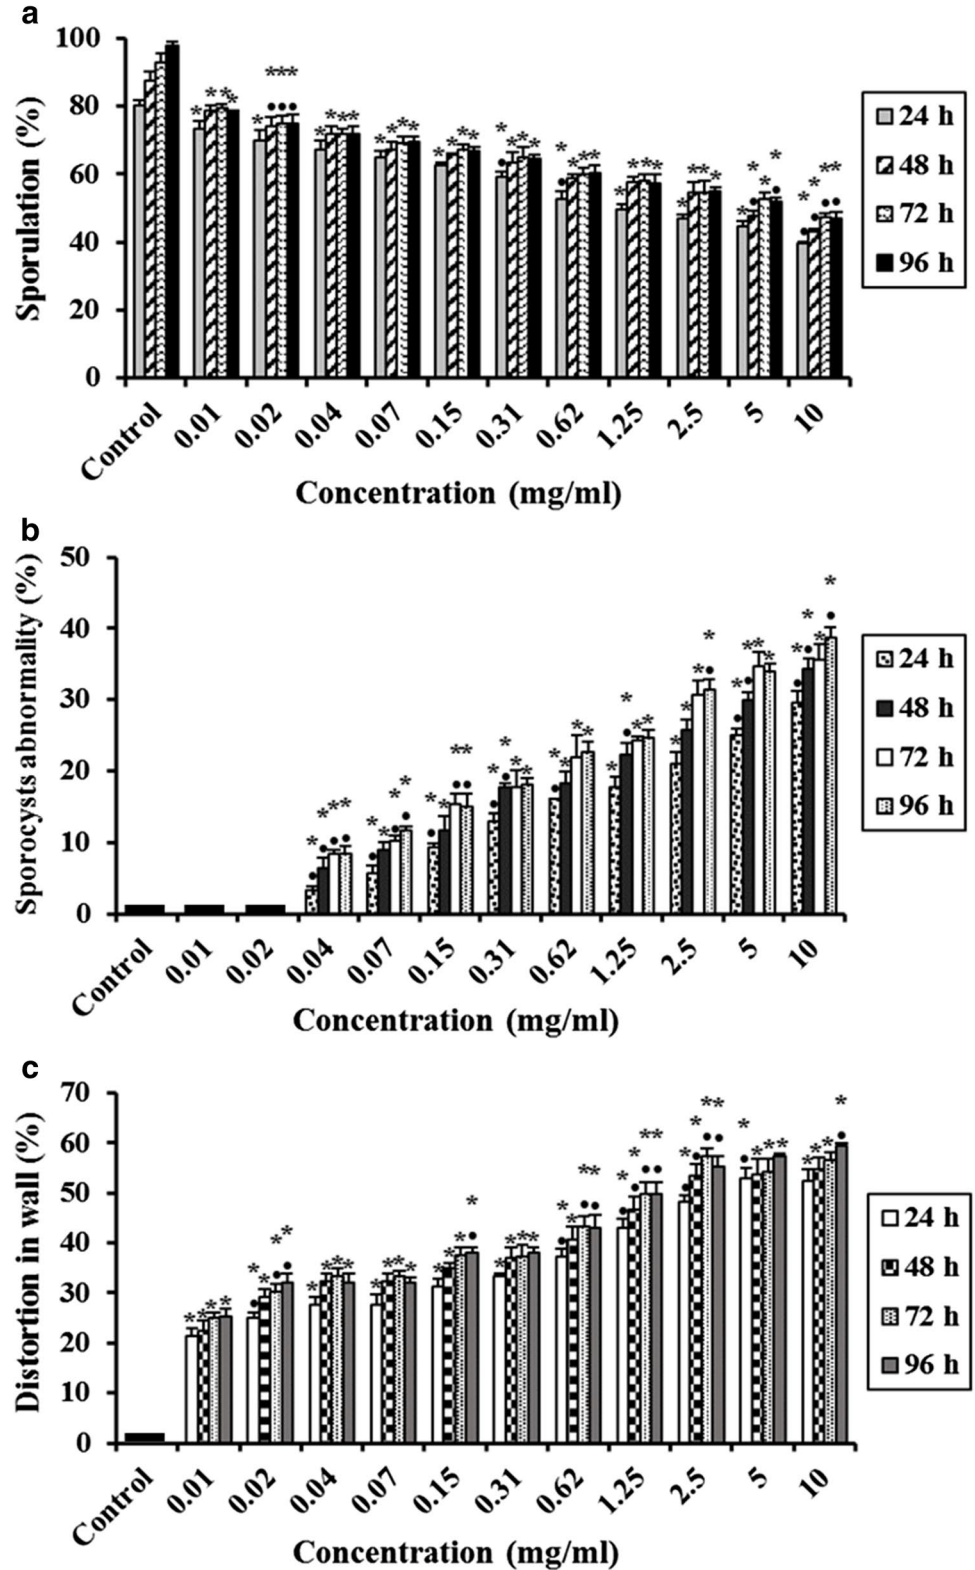 a
Sporulation (%)
100
80
60
40
20
0
Control 0.01 0.02 0.04 0.07 0.15 0.31 0.62 1.25 2.5 5 10
Concentration (mg/ml)
24 h
48 h
72 h
96 h
b
Sporocysts abnormality (%)
50
40
30
20
10
0
Control 0.01 0.02 0.04 0.07 0.15 0.31 0.62 1.25 2.5 5 10
Concentration (mg/ml)
24 h
48 h
72 h
96 h
c
Distortion in wall (%)
70
60
50
40
30
20
10
0
Control 0.01 0.02 0.04 0.07 0.15 0.31 0.62 1.25 2.5 5 10
Concentration (mg/ml)
24 h
48 h
72 h
96 h